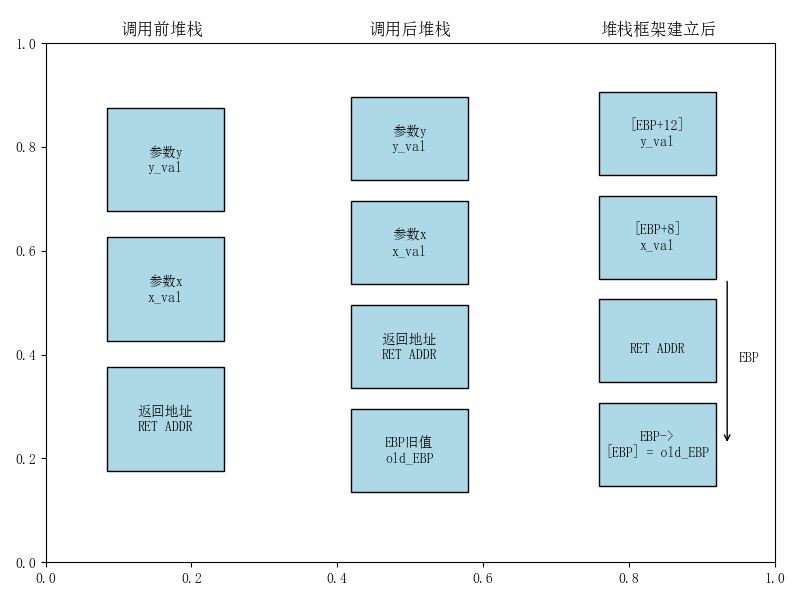 调用前堆栈
调用后堆栈
堆栈框架建立后
1.0
0.8
0.6
0.4
0.2
0.0
参数y
y_val
参数x
x_val
返回地址
RET ADDR
参数y
y_val
参数x
x_val
返回地址
RET ADDR
EBP旧值
old_EBP
[EBP+12]
y_val
[EBP+8]
x_val
RET ADDR
EBP->
[EBP] = old_EBP
EBP
0.0
0.2
0.4
0.6
0.8
1.0